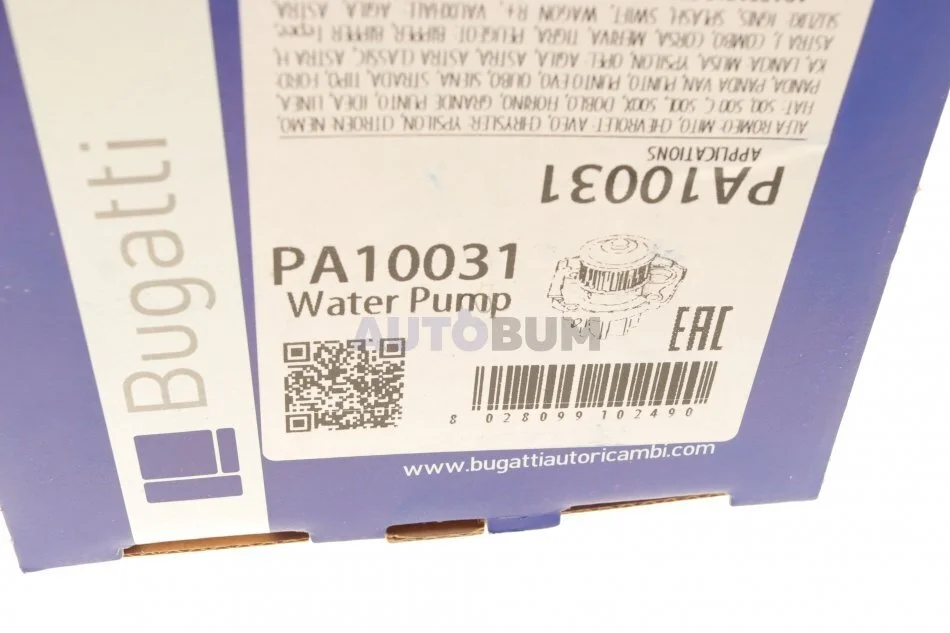 PA10031
APPLICATIONS
ALFA ROMEO: MITO, CHEVROLET: AVEO, CHRYSLER: YPSILON, CITROEN: NEMO,
FIAT: 500, 500 C, 500L, 500X, DOBLO, FIORINO, GRANDE PUNTO, IDEA, LINEA,
PANDA, PANDA VAN, PUNTO, PUNTO EVO, QUBO, SIENA, STRADA, TIPO, FORD:
KA, LANCIA: MUSA, YPSILON, OPEL: AGILA, ASTRA, ASTRA CLASSIC, ASTRA H,
ASTRA J, COMBO, CORSA, MERIVA, TIGRA, PEUGEOT: BIPPER, BIPPER Tepee,
SUZUKI: IGNIS, SPLASH, SWIFT, WAGON R+, VAUXHALL: AGILA, ASTRA,
PA10031
Water Pump
AUTOBUM
EAC
8 028099 102490
www.bugattiautoricambi.com
Bugatti